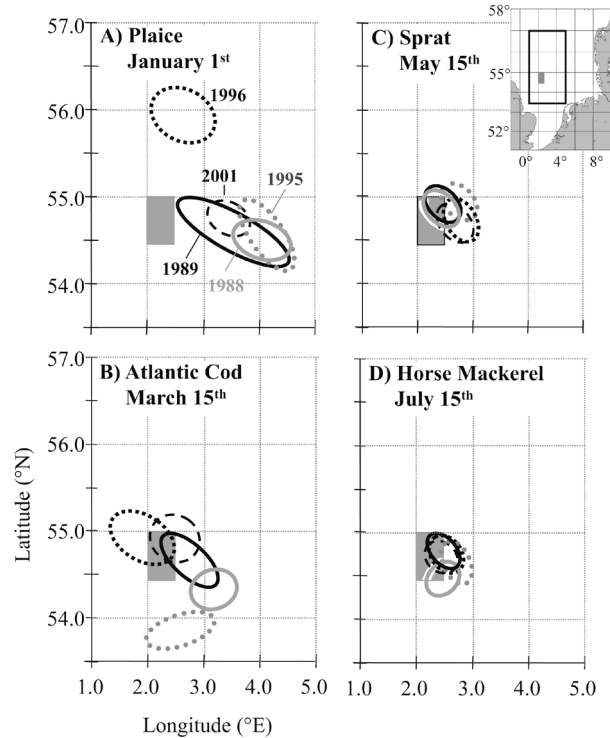 57.0
A) Plaice
January 1st
1996
56.0
2001
1995
55.0
1989
1988
54.0
C) Sprat
May 15th
58°
55°
52°
0° 4° 8°
57.0
B) Atlantic Cod
March 15th
56.0
55.0
54.0
D) Horse Mackerel
July 15th
Latitude (°N)
1.0 2.0 3.0 4.0 5.0
1.0 2.0 3.0 4.0 5.0
Longitude (°E)